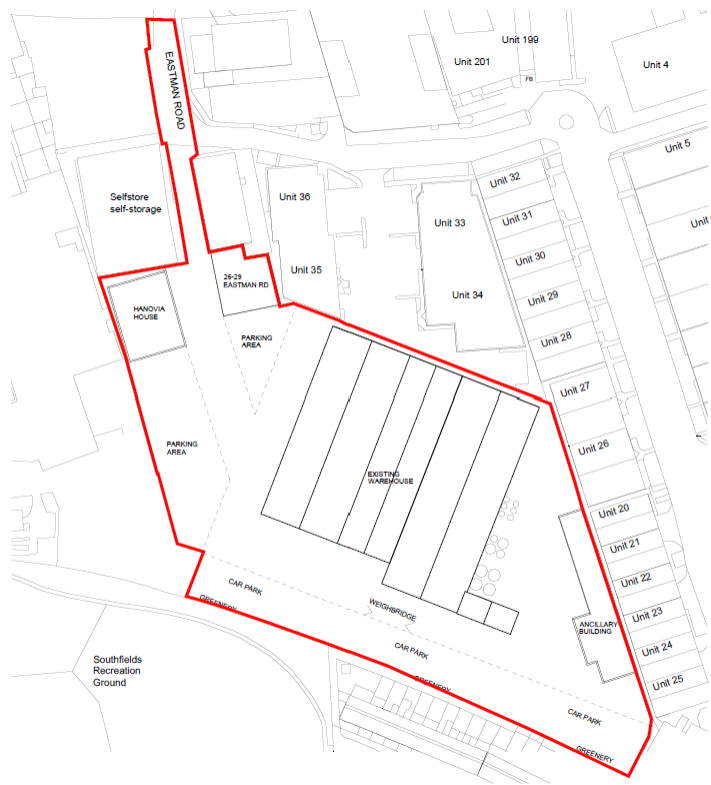 Unit 199
Unit 201
Unit 4
FB
EASTMAN ROAD
Unit 5
Unit 32
Selfstore
self-storage
Unit 36
Unit 33
Unit 31
Unit
Unit 30
Unit 35
26-29
EASTMAN RD
Unit 34
Unit 29
HANOVIA
HOUSE
Unit 28
PARKING
AREA
Unit 27
PARKING
AREA
Unit 26
EXISTING
WAREHOUSE
Unit 20
Unit 21
Unit 22
CAR PARK
GREENERY
WEIGHBRIDGE
Unit 23
ANCILLARY
BUILDING
CAR PARK
Unit 24
Southfields
Recreation
Ground
GREENERY
Unit 25
CAR PARK
GREENERY